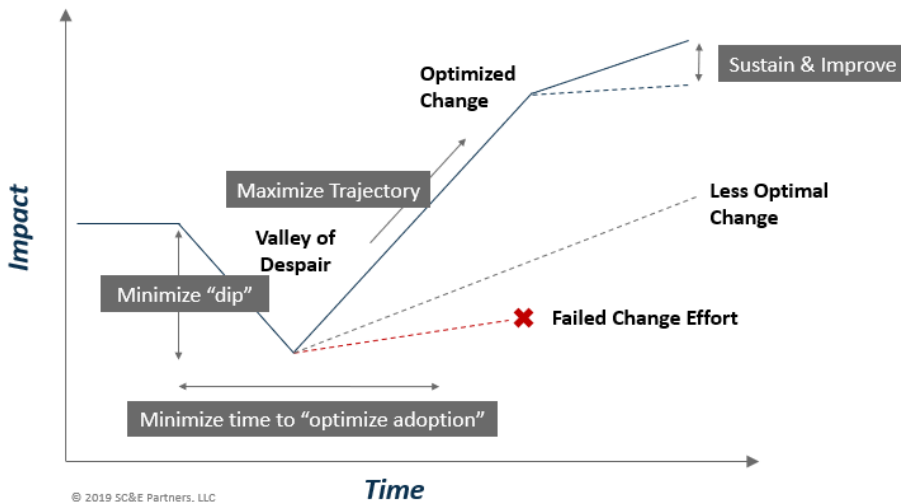 Optimized
Change
Sustain & Improve
Maximize Trajectory
Less Optimal
Change
Impact
Valley of
Despair
Minimize “dip”
Failed Change Effort
Minimize time to “optimize adoption”
Time
© 2019 SC&E Partners, LLC